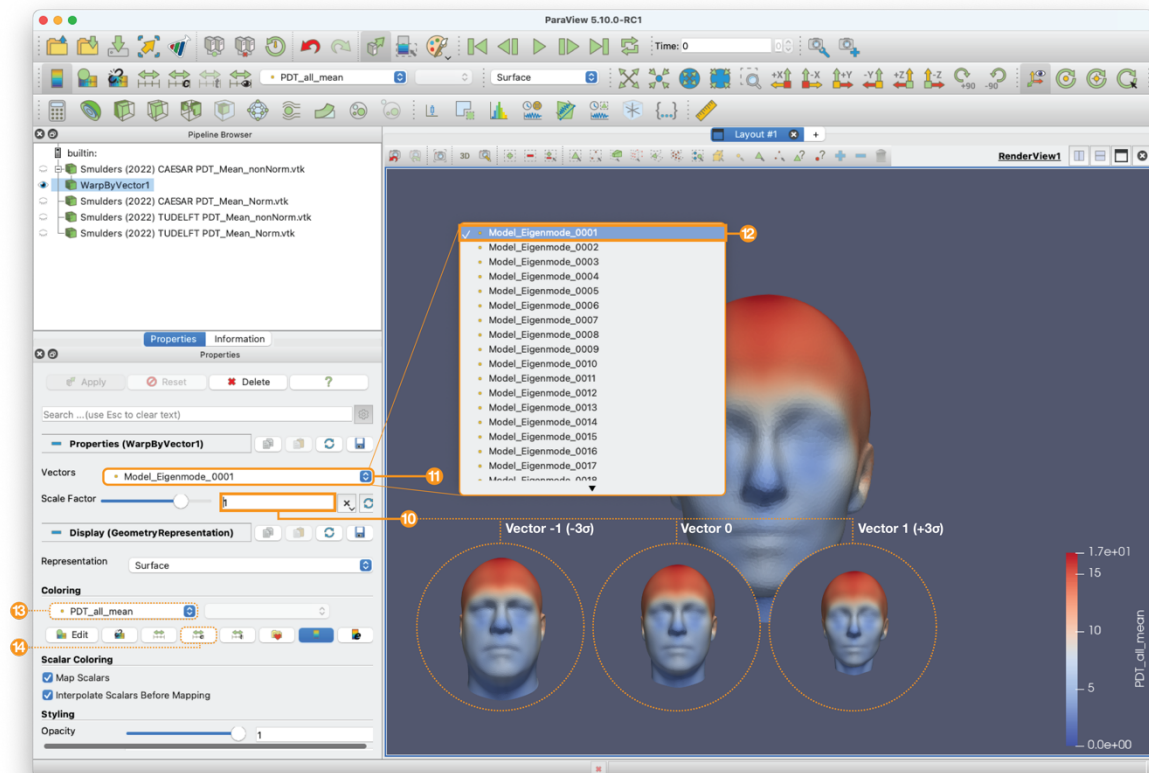 ParaView 5.10.0-RC1
Time: 0
0
PDT_all_mean
Surface
+X
-X
+Y
-Y
+Z
-Z
+90
-90
Pipeline Browser
Layout #1
+
builtin:
3D
RenderView1
Smulders (2022) CAESAR PDT_Mean_nonNorm.vtk
WarpByVector1
Smulders (2022) CAESAR PDT_Mean_Norm.vtk
Smulders (2022) TUDELFT PDT_Mean_nonNorm.vtk
Smulders (2022) TUDELFT PDT_Mean_Norm.vtk
Model_Eigenmode_0001
12
Model_Eigenmode_0002
Model_Eigenmode_0003
Model_Eigenmode_0004
Model_Eigenmode_0005
Model_Eigenmode_0006
Model_Eigenmode_0007
Model_Eigenmode_0008
Model_Eigenmode_0009
Model_Eigenmode_0010
Model_Eigenmode_0011
Model_Eigenmode_0012
Model_Eigenmode_0013
Model_Eigenmode_0014
Model_Eigenmode_0015
Model_Eigenmode_0016
Model_Eigenmode_0017
Model_Eigenmode_0018
Properties
Information
Properties
Apply
Reset
Delete
?
Search ...(use Esc to clear text)
Properties (WarpByVector1)
Vectors
Model_Eigenmode_0001
11
Scale Factor
1
10
Display (GeometryRepresentation)
Representation
Surface
Coloring
13
PDT_all_mean
Edit
14
Scalar Coloring
Map Scalars
Interpolate Scalars Before Mapping
Styling
Opacity
1
Vector -1 (-3σ)
Vector 0
Vector 1 (+3σ)
1.7e+01
15
10
5
0.0e+00
PDT_all_mean